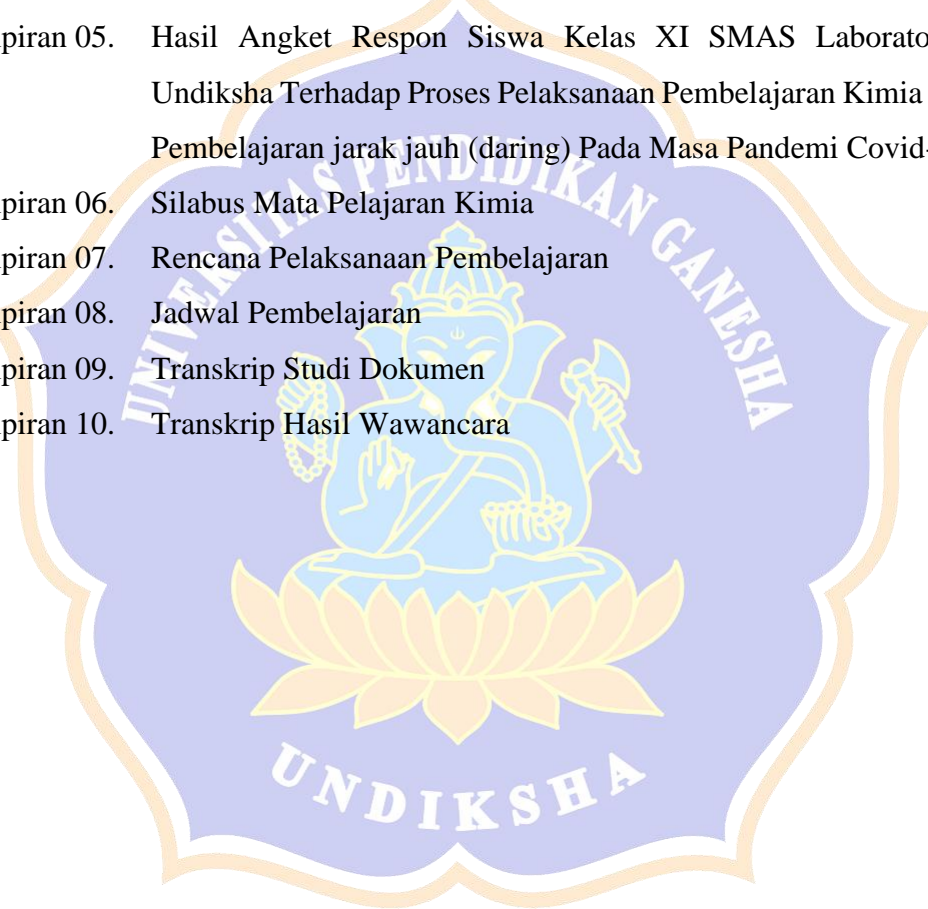 piran 05. Hasil Angket Respon Siswa Kelas XI SMAS Laborato
Undiksha Terhadap Proses Pelaksanaan Pembelajaran Kimia
Pembelajaran jarak jauh (daring) Pada Masa Pandemi Covid-
piran 06. Silabus Mata Pelajaran Kimia
piran 07. Rencana Pelaksanaan Pembelajaran
piran 08. Jadwal Pembelajaran
piran 09. Transkrip Studi Dokumen
piran 10. Transkrip Hasil Wawancara
UNIVERSITAS PENDIDIKAN GANESHA
UNDIKSHA